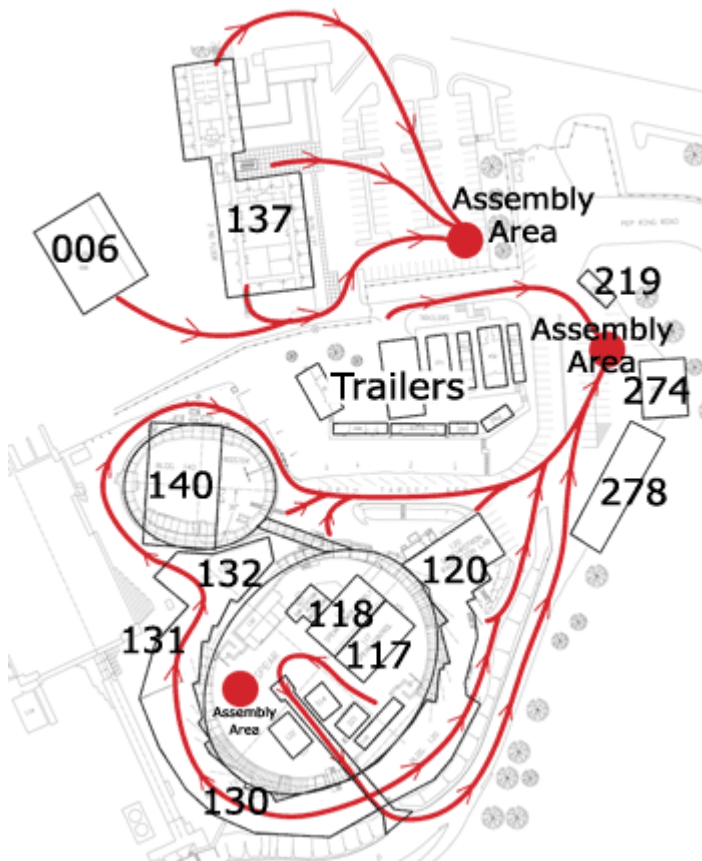 Assembly
Area
137
006
219
Assembly
Area
Trailers
274
140
278
132
120
118
131
117
Assembly
Area
130